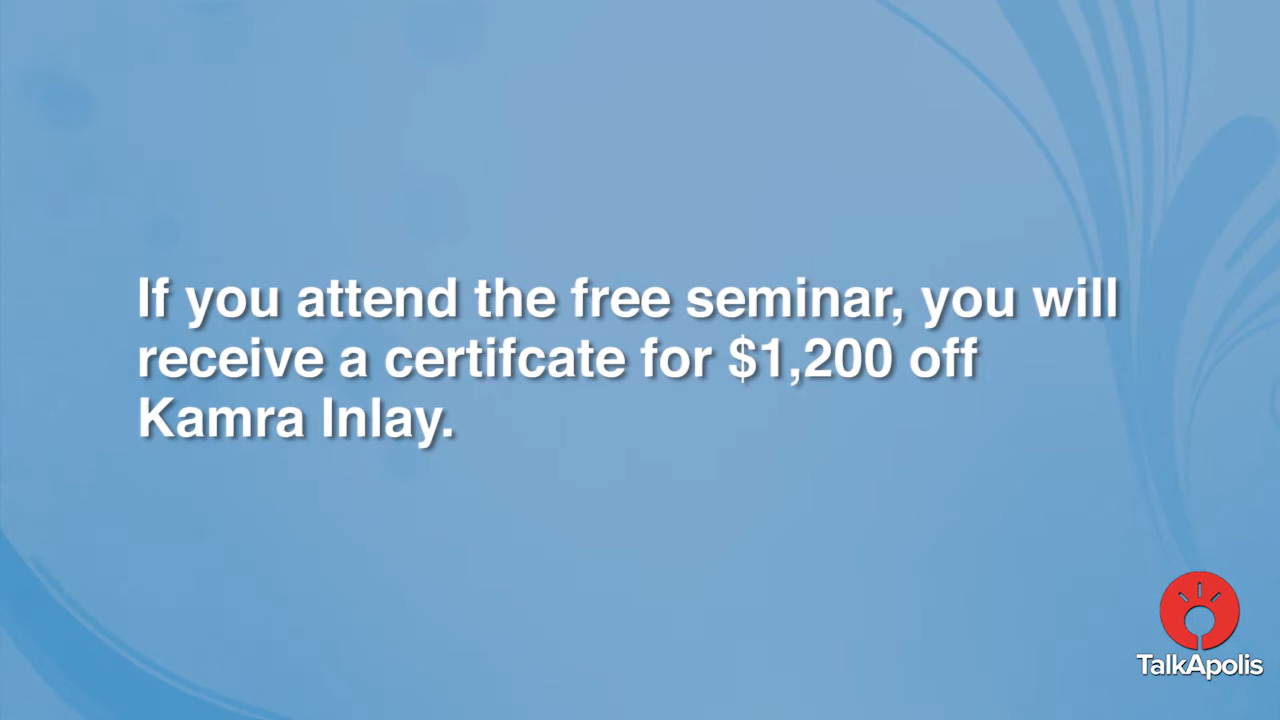 If you attend the free seminar, you will
receive a certifcate for $1,200 off
Kamra Inlay.
TalkApolis